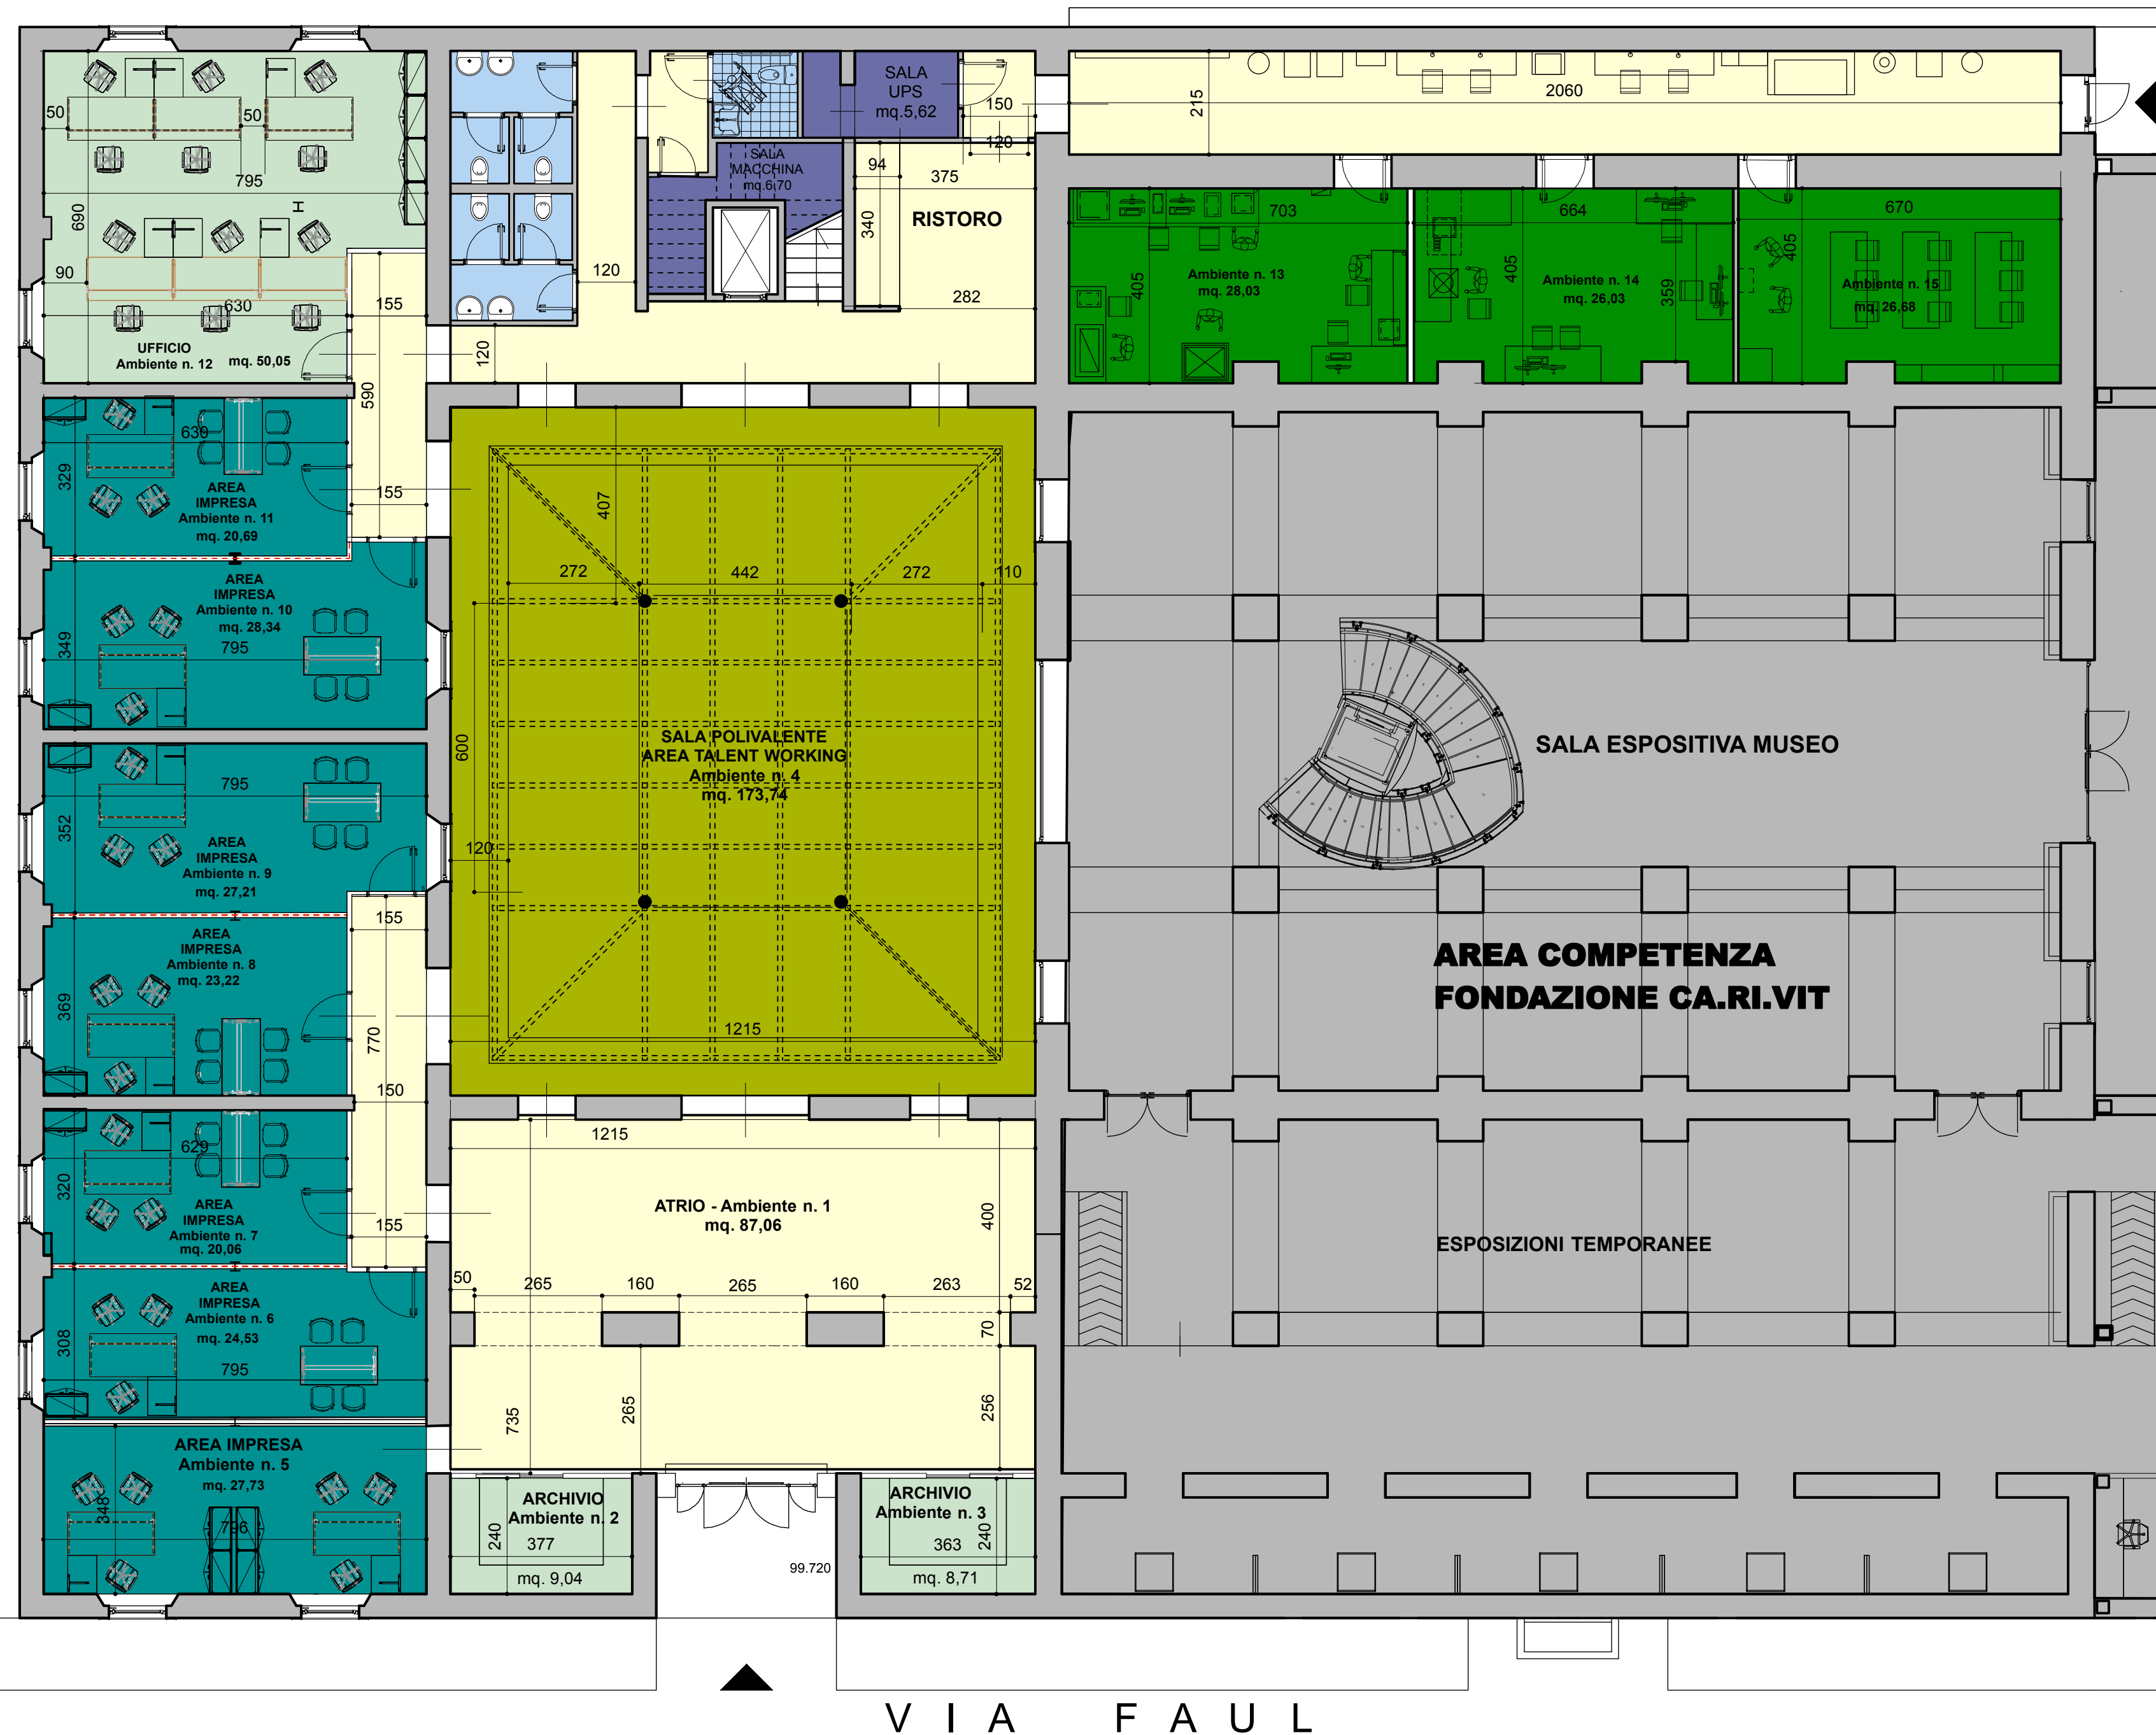 50
50
795
690
H
90
630
155
UFFICIO
Ambiente n. 12 mq. 50,05
590
120
120
SALA
UPS
mq.5,62
SALA
MACCHINA
mq.6,70
150
120
94
375
340
RISTORO
282
215
2060
703
405
Ambiente n. 13
mq. 28,03
664
405
Ambiente n. 14
mq. 26,03
359
670
405
Ambiente n. 15
mq. 26,68
630
329
155
AREA
IMPRESA
Ambiente n. 11
mq. 20,69
AREA
IMPRESA
Ambiente n. 10
mq. 28,34
349
795
407
272
442
272
110
600
SALA POLIVALENTE
AREA TALENT WORKING
Ambiente n. 4
mq. 173,74
120
1215
SALA ESPOSITIVA MUSEO
AREA COMPETENZA
FONDAZIONE CA.RI.VIT
795
352
AREA
IMPRESA
Ambiente n. 9
mq. 27,21
155
AREA
IMPRESA
Ambiente n. 8
mq. 23,22
369
770
150
629
320
AREA
IMPRESA
Ambiente n. 7
mq. 20,06
155
AREA
IMPRESA
Ambiente n. 6
mq. 24,53
308
795
1215
ATRIO - Ambiente n. 1
mq. 87,06
400
50
265
160
265
160
263
52
70
735
265
256
ESPOSIZIONI TEMPORANEE
AREA IMPRESA
Ambiente n. 5
mq. 27,73
348
796
ARCHIVIO
Ambiente n. 2
240
377
mq. 9,04
99.720
ARCHIVIO
Ambiente n. 3
240
363
mq. 8,71
VIA FAUL